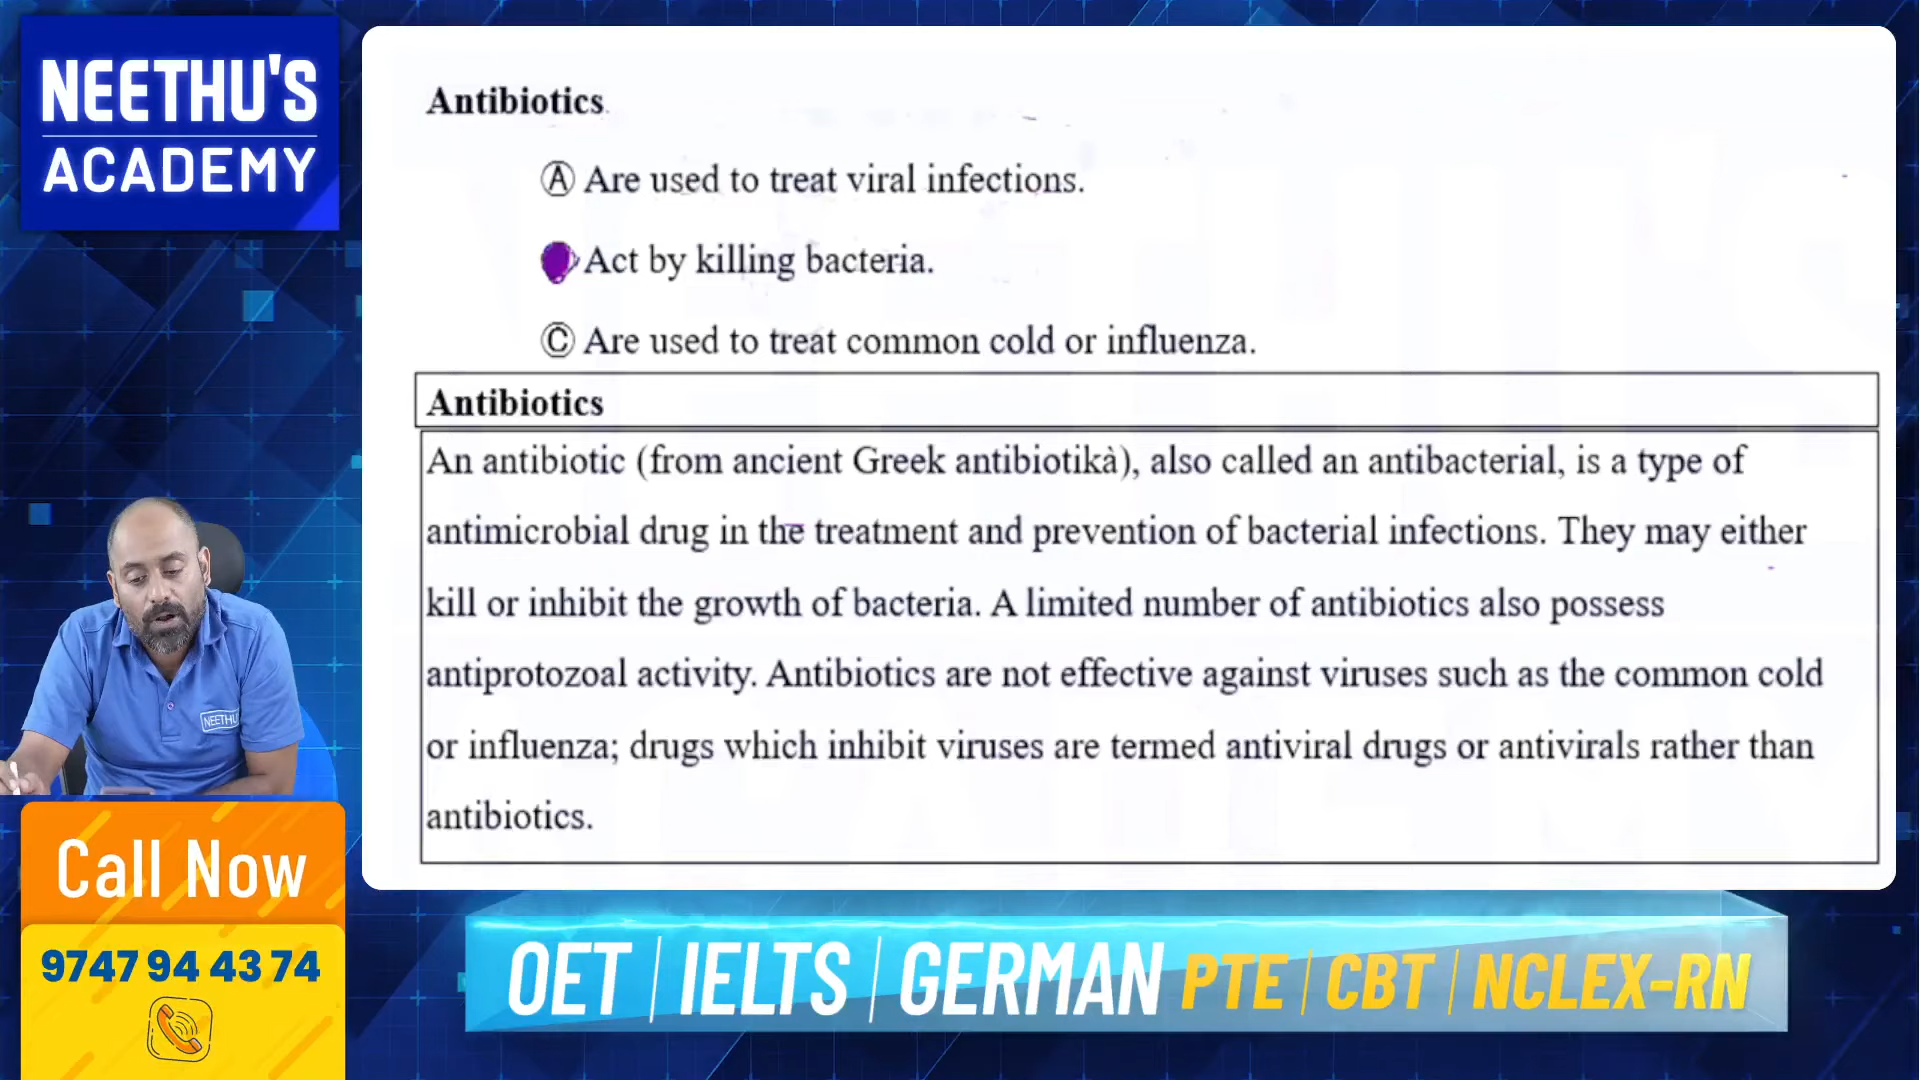 NEETHU'S
ACADEMY
Antibiotics
Ⓐ Are used to treat viral infections.
Act by killing bacteria.
Ⓒ Are used to treat common cold or influenza.
Antibiotics
An antibiotic (from ancient Greek antibiotikà), also called an antibacterial, is a type of
antimicrobial drug in the treatment and prevention of bacterial infections. They may either
kill or inhibit the growth of bacteria. A limited number of antibiotics also possess
antiprotozoal activity. Antibiotics are not effective against viruses such as the common cold
or influenza; drugs which inhibit viruses are termed antiviral drugs or antivirals rather than
antibiotics.
NEETHU
Call Now
9747 94 43 74
OET | IELTS | GERMAN PTE | CBT | NCLEX-RN